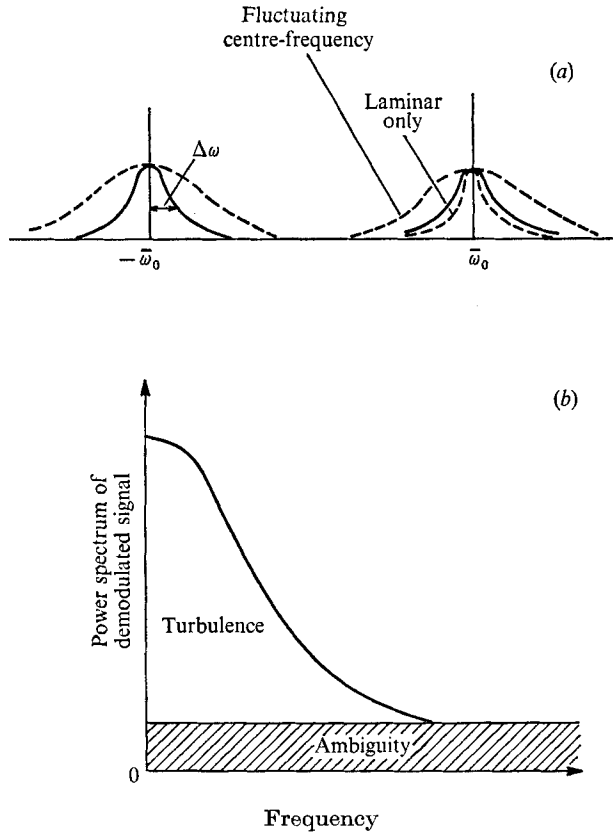 Fluctuating
centre-frequency
(a)
Laminar
only
Δω
−ω̄₀
ω̄₀
(b)
Power spectrum of
demodulated signal
Turbulence
Ambiguity
0
Frequency